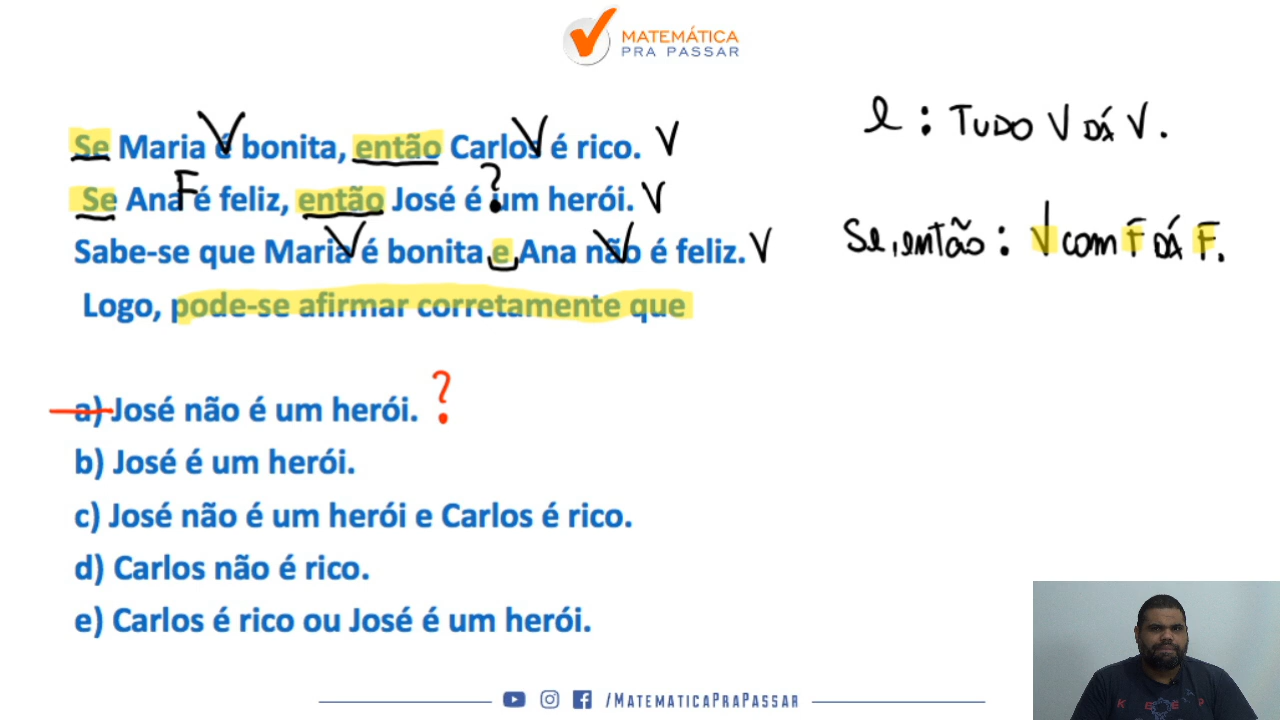 MATEMÁTICA
PRA PASSAR
Se Maria é bonita, então Carlos é rico. V
V V
Se Ana é feliz, então José é um herói. V
F ?
Sabe-se que Maria é bonita e Ana não é feliz. V
V V
Logo, pode-se afirmar corretamente que
a) José não é um herói. ?
b) José é um herói.
c) José não é um herói e Carlos é rico.
d) Carlos não é rico.
e) Carlos é rico ou José é um herói.
e : TUDO V DÁ V.
Se, então : V com F DÁ F.
/MATEMATICAPRAPASSAR